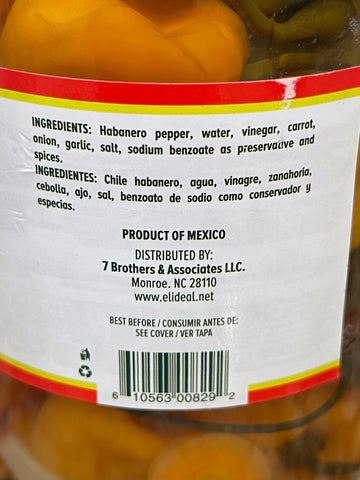 INGREDIENTS: Habanero pepper, water, vinegar, carrot,
onion, garlic, salt, sodium benzoate as preservative and
spices.
INGREDIENTES: Chile habanero, agua, vinagre, zanahoria,
cebolla, ajo, sal, benzoato de sodio como conservador y
especias.
PRODUCT OF MEXICO
DISTRIBUTED BY:
7 Brothers & Associates LLC.
Monroe. NC 28110
www.elideal.net
BEST BEFORE / CONSUMIR ANTES DE:
SEE COVER / VER TAPA
6 10563 00829 2